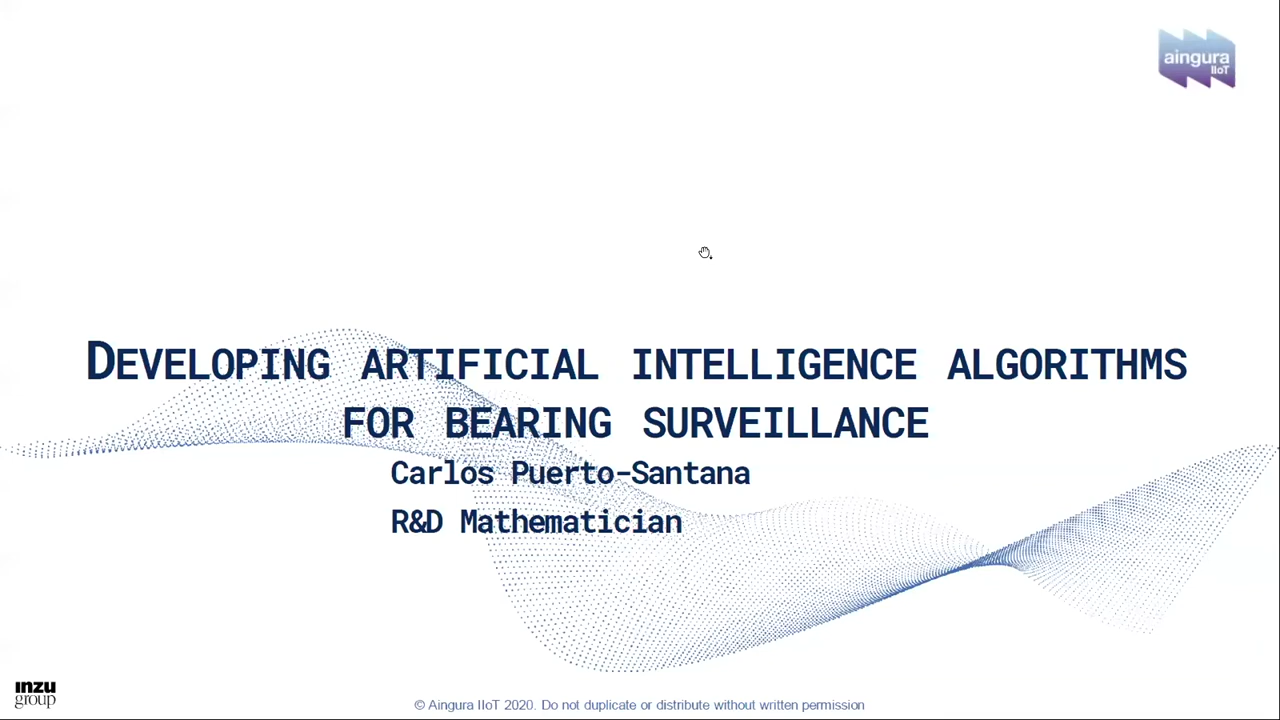 aingura
IIoT
DEVELOPING ARTIFICIAL INTELLIGENCE ALGORITHMS
FOR BEARING SURVEILLANCE
Carlos Puerto-Santana
R&D Mathematician
inzu
group
© Aingura IIoT 2020. Do not duplicate or distribute without written permission